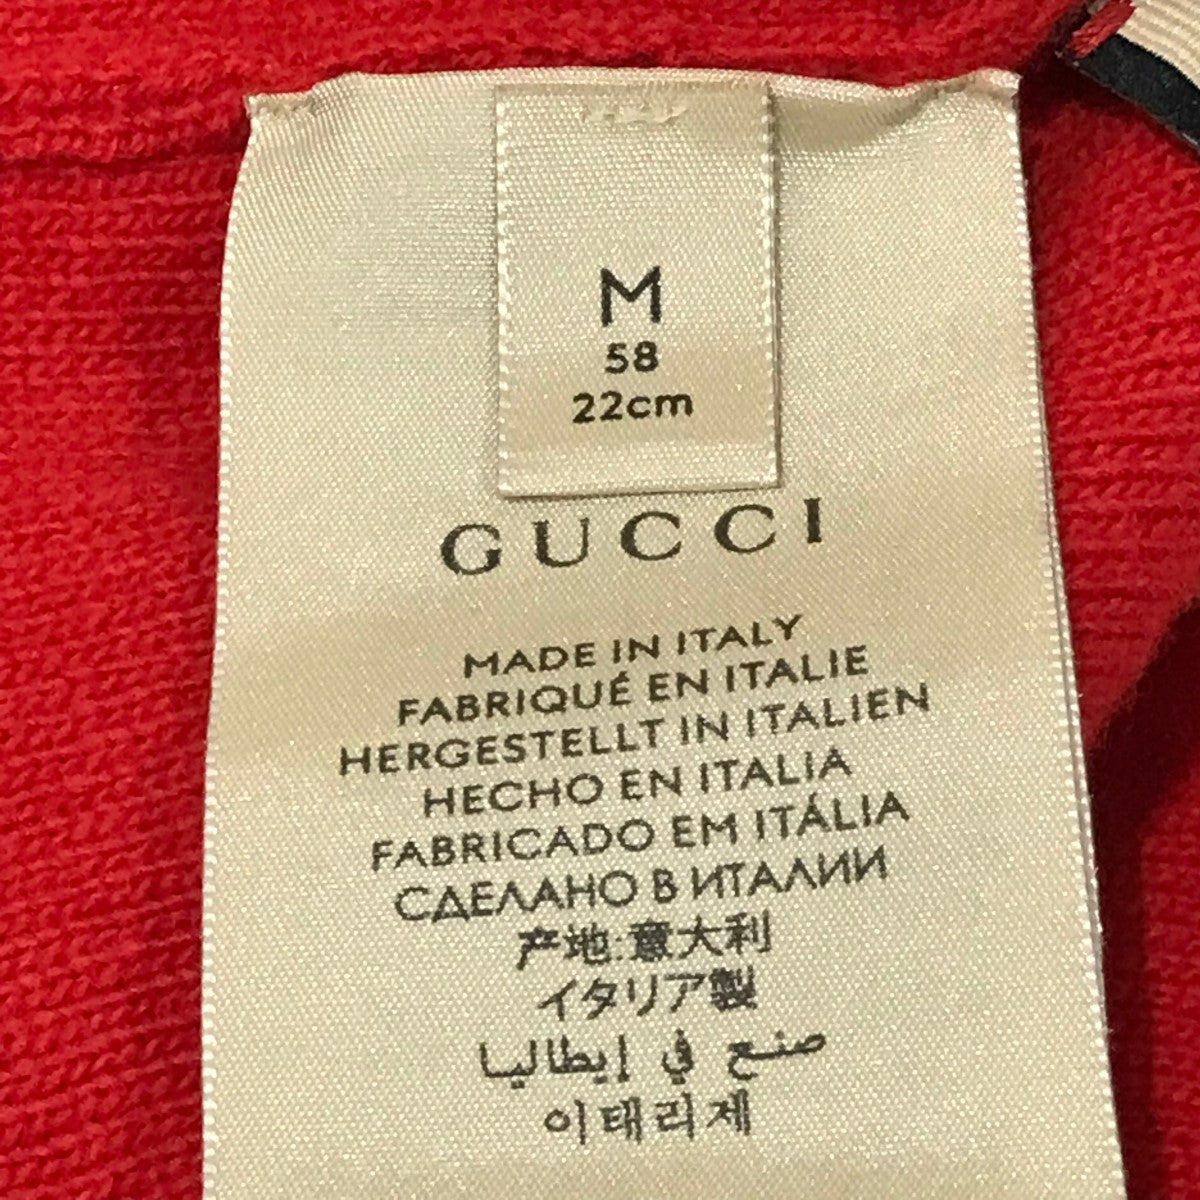 M
58
22cm
GUCCI
MADE IN ITALY
FABRIQUÉ EN ITALIE
HERGESTELLT IN ITALIEN
HECHO EN ITALIA
FABRICADO EM ITÁLIA
СДЕЛАНО В ИТАЛИИ
产地:意大利
イタリア製
صنع في إيطاليا
이태리제